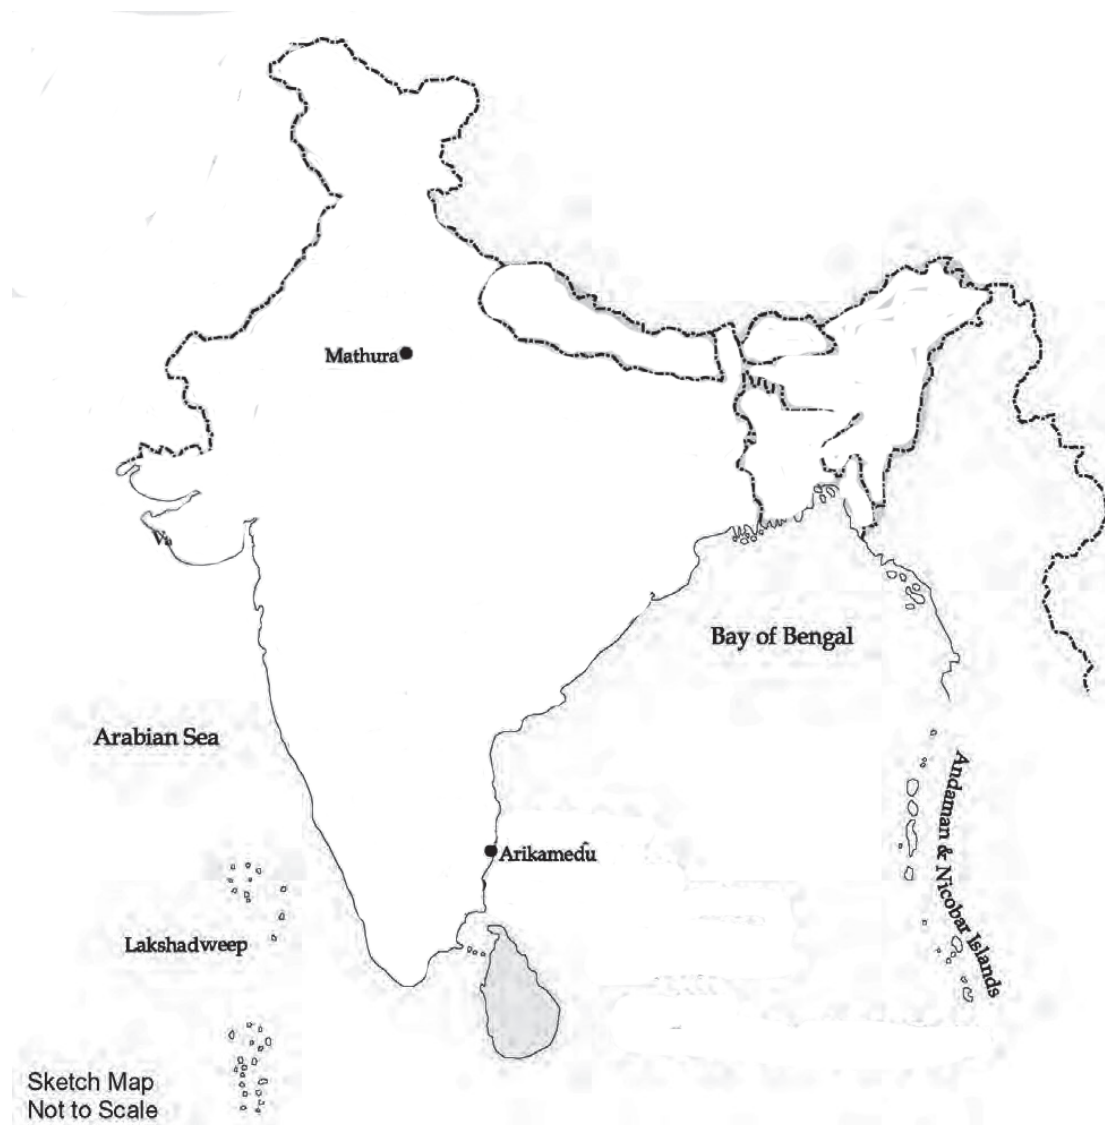 Mathura
Bay of Bengal
Arabian Sea
Arikamedu
Andaman & Nicobar Islands
Lakshadweep
Sketch Map
Not to Scale